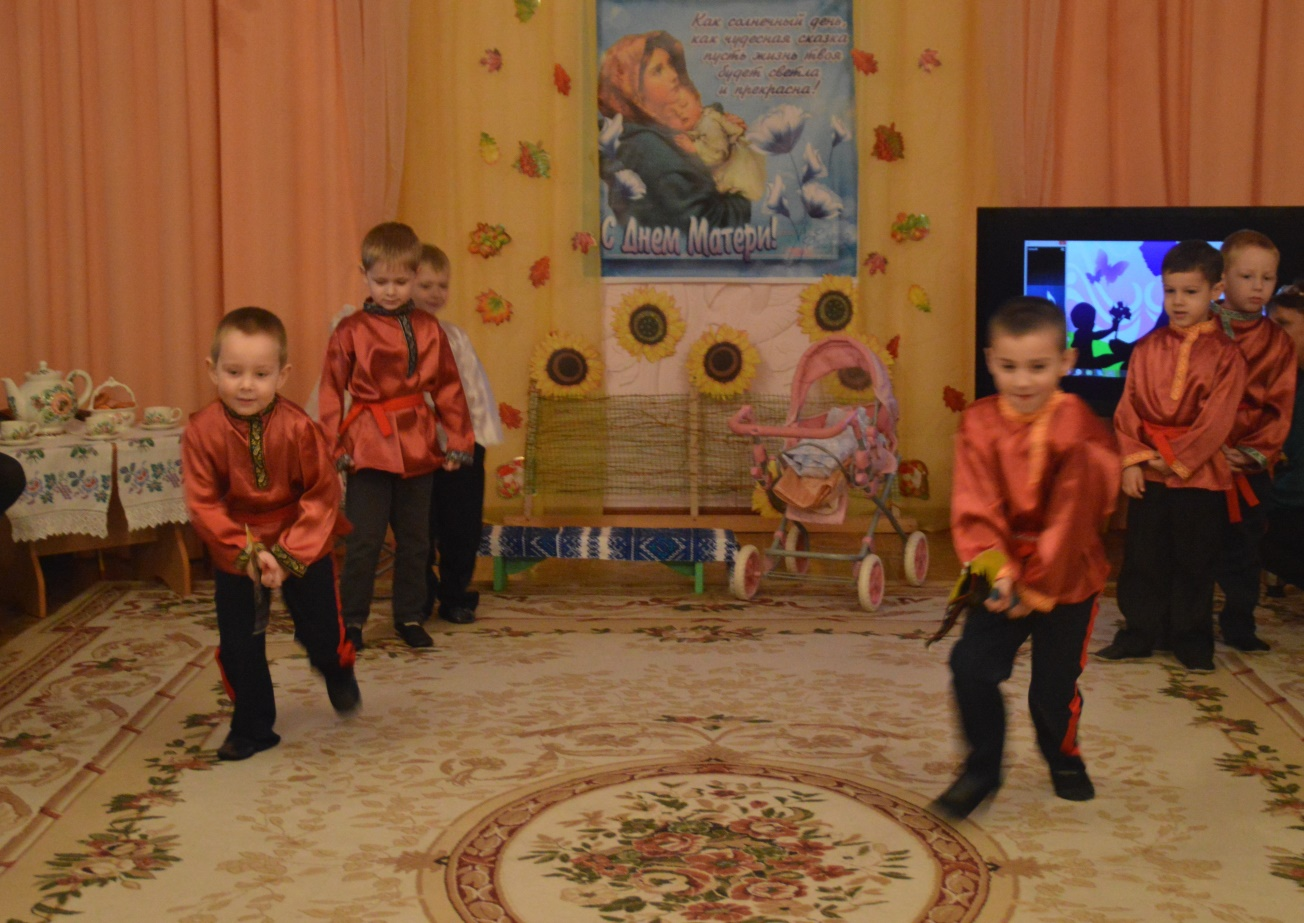 Как солнечный день,
как чудесная сказка
пусть жизнь твоя
будет светла
и прекрасна!
С Днем Матери!